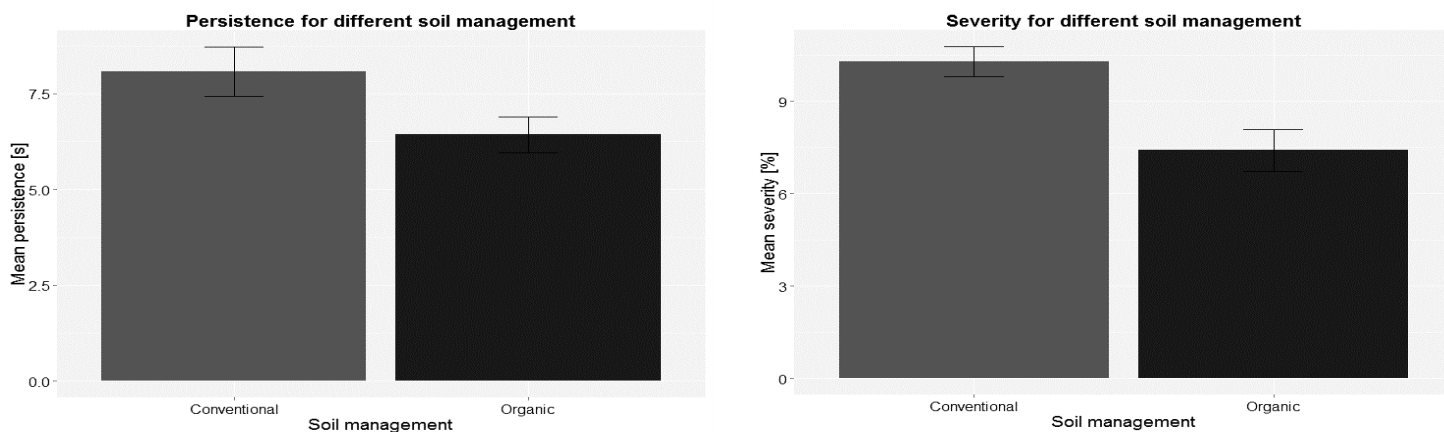 Persistence for different soil management
Mean persistence [s]
7.5
5.0
2.5
0.0
Conventional Organic
Soil management
Severity for different soil management
Mean severity [%]
9
6
3
0
Conventional Organic
Soil management